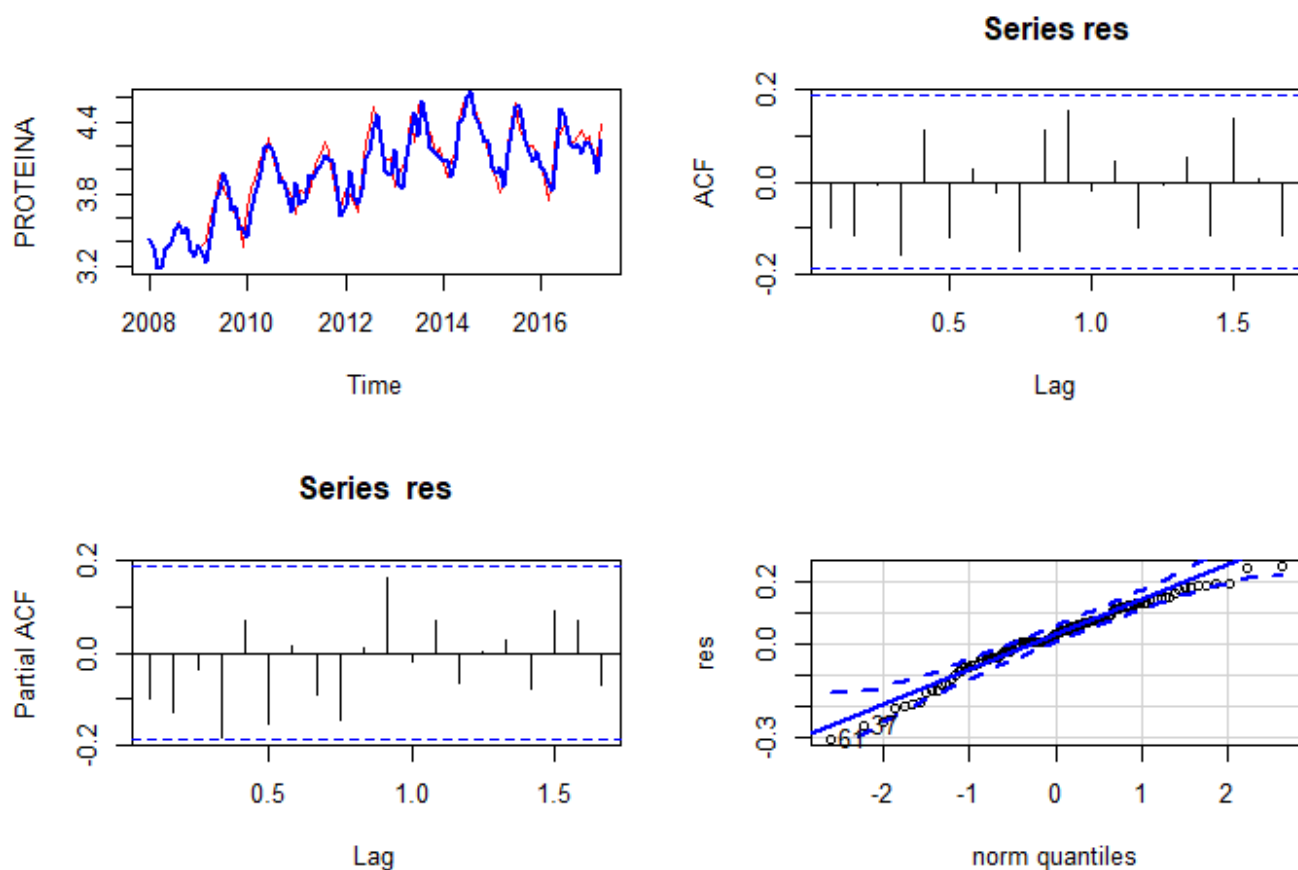 PROTEINA
3.2 3.8 4.4
2008 2010 2012 2014 2016
Time
Series res
ACF
-0.2 0.0 0.2
0.5 1.0 1.5
Lag
Series res
Partial ACF
-0.2 0.0 0.2
0.5 1.0 1.5
Lag
res
-0.3 0.0 0.2
61 37
-2 -1 0 1 2
norm quantiles